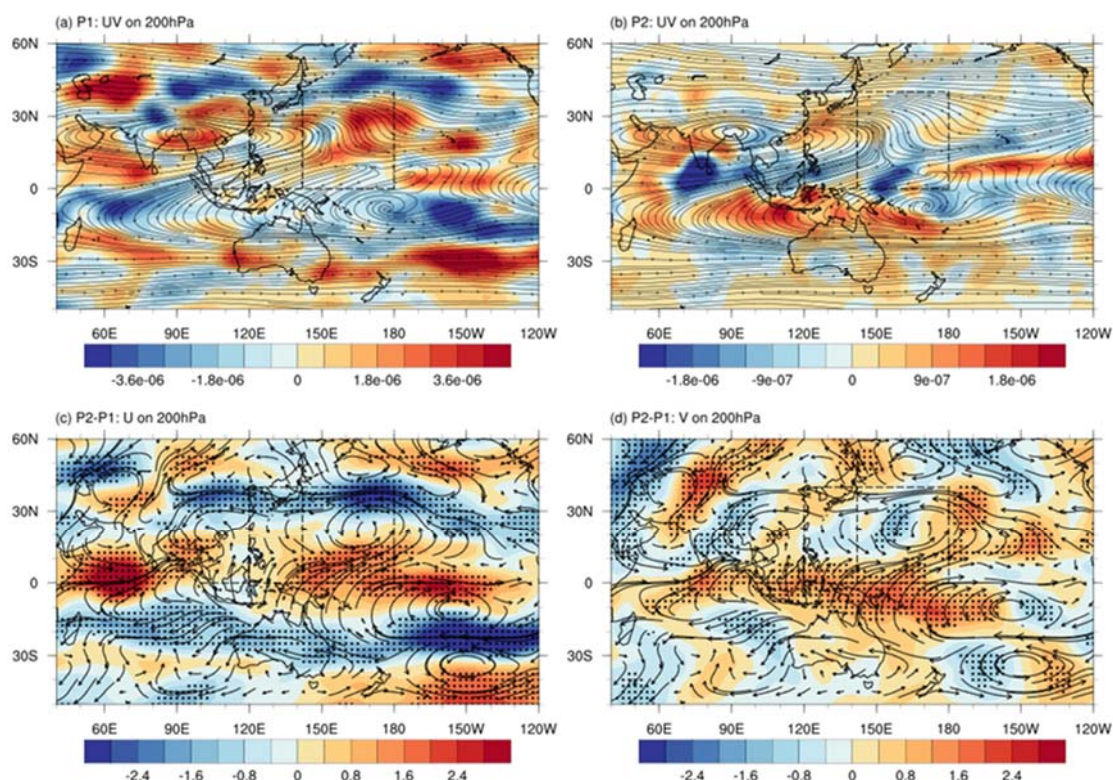 (a) P1: UV on 200hPa
60N
30N
0
30S
60E 90E 120E 150E 180 150W 120W
-3.6e-06 -1.8e-06 0 1.8e-06 3.6e-06
(b) P2: UV on 200hPa
60N
30N
0
30S
60E 90E 120E 150E 180 150W 120W
-1.8e-06 -9e-07 0 9e-07 1.8e-06
(c) P2-P1: U on 200hPa
60N
30N
0
30S
60E 90E 120E 150E 180 150W 120W
-2.4 -1.6 -0.8 0 0.8 1.6 2.4
(d) P2-P1: V on 200hPa
60N
30N
0
30S
60E 90E 120E 150E 180 150W 120W
-2.4 -1.6 -0.8 0 0.8 1.6 2.4